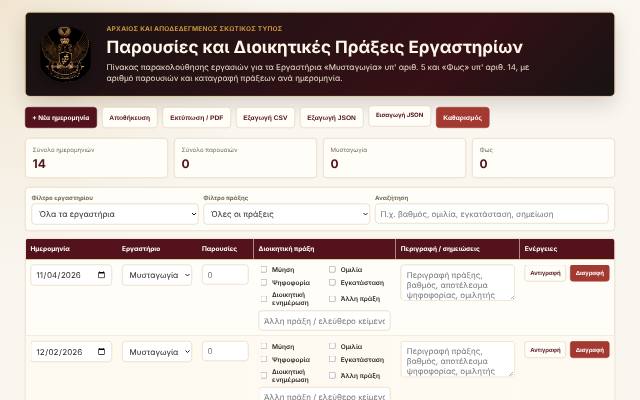 ΑΡΧΑΙΟΣ ΚΑΙ ΑΠΟΔΕΔΕΓΜΕΝΟΣ ΣΚΩΤΙΚΟΣ ΤΥΠΟΣ
Παρουσίες και Διοικητικές Πράξεις Εργαστηρίων
Πίνακας παρακολούθησης εργασιών για τα Εργαστήρια «Μυσταγωγία» υπ' αριθ. 5 και «Φως» υπ' αριθ. 14, με
αριθμό παρουσιών και καταγραφή πράξεων ανά ημερομηνία.
+ Νέα ημερομηνία Αποθήκευση Εκτύπωση / PDF Εξαγωγή CSV Εξαγωγή JSON Εισαγωγή JSON Καθαρισμός
Σύνολο ημερομηνιών Σύνολο παρουσιών Μυσταγωγία Φως
14 0 0 0
Φίλτρο εργαστηρίου Φίλτρο πράξης Αναζήτηση
Όλα τα εργαστήρια Όλες οι πράξεις Π.χ. βαθμός, ομιλία, εγκατάσταση, σημείωση
Ημερομηνία Εργαστήριο Παρουσίες Διοικητική πράξη Περιγραφή / σημειώσεις Ενέργειες
11/04/2026 Μυσταγωγία 0 Μύηση Ομιλία Περιγραφή πράξης, Αντιγραφή Διαγραφή
Ψηφοφορία Εγκατάσταση βαθμός, αποτέλεσμα
Διοικητική Άλλη πράξη ψηφοφορίας, ομιλητής
ενημέρωση
Άλλη πράξη / ελεύθερο κείμενο
12/02/2026 Μυσταγωγία 0 Μύηση Ομιλία Περιγραφή πράξης, Αντιγραφή Διαγραφή
Ψηφοφορία Εγκατάσταση βαθμός, αποτέλεσμα
Διοικητική Άλλη πράξη ψηφοφορίας, ομιλητής
ενημέρωση
Άλλη πράξη / ελεύθερο κείμενο